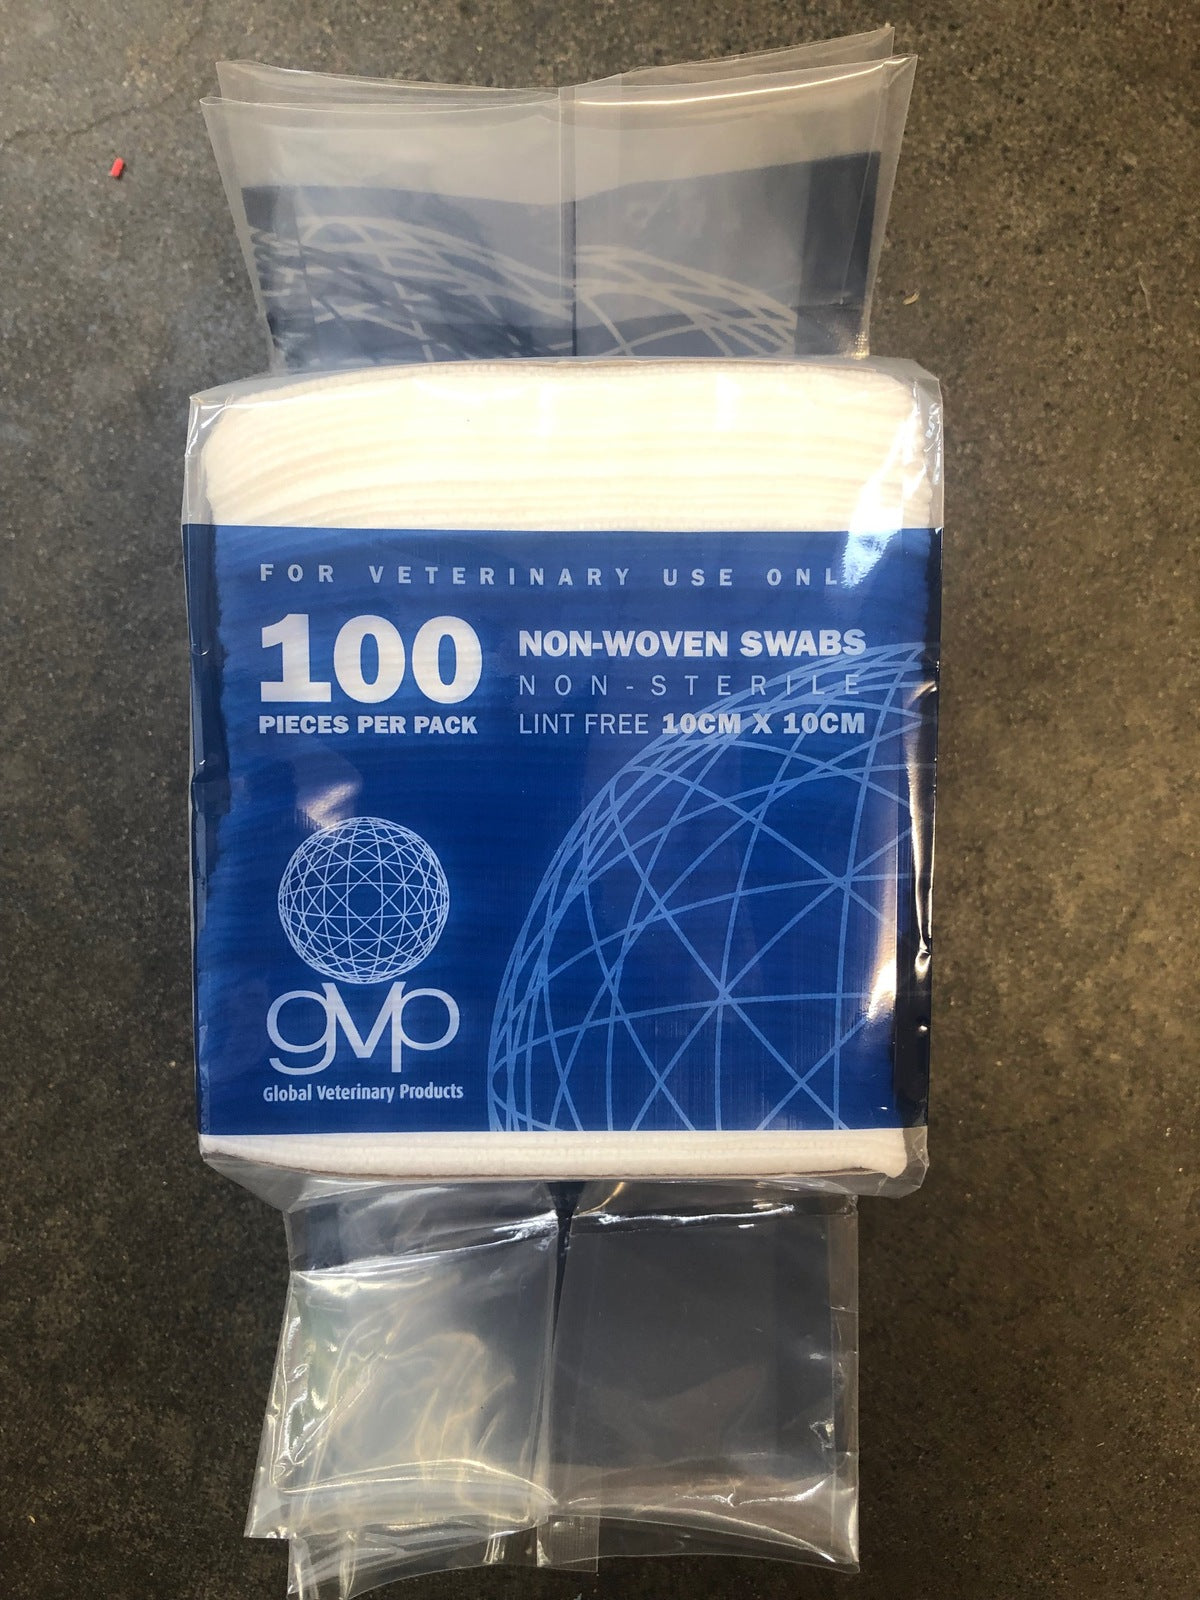 FOR VETERINARY USE ONLY
100
PIECES PER PACK
NON-WOVEN SWABS
NON-STERILE
LINT FREE 10CM X 10CM
gvp
Global Veterinary Products